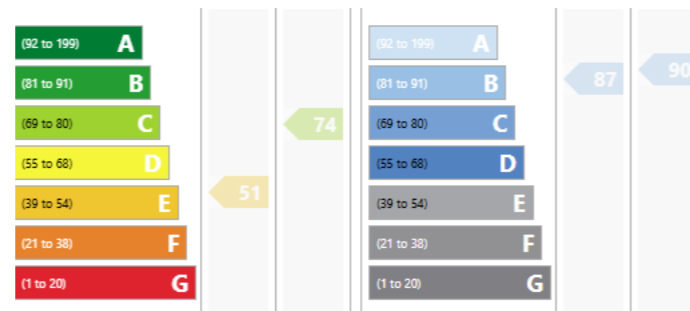 (92 to 199) A
(81 to 91) B
(69 to 80) C
(55 to 68) D
(39 to 54) E
(21 to 38) F
(1 to 20) G
51
74
(92 to 199) A
(81 to 91) B
(69 to 80) C
(55 to 68) D
(39 to 54) E
(21 to 38) F
(1 to 20) G
87
90